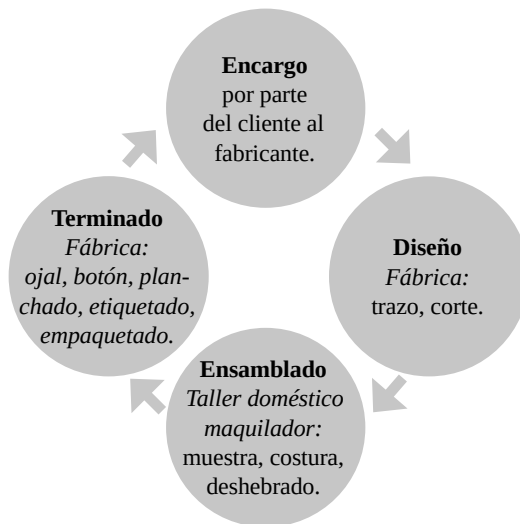 Encargo
por parte
del cliente al
fabricante.
Diseño
Fábrica:
trazo, corte.
Ensamblado
Taller doméstico
maquilador:
muestra, costura,
deshebrado.
Terminado
Fábrica:
ojal, botón, plan-
chado, etiquetado,
empaquetado.